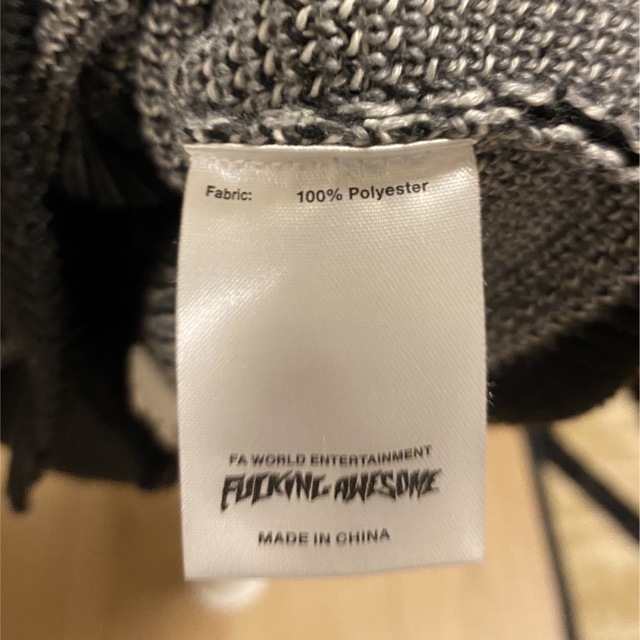 Fabric: 100% Polyester
FA WORLD ENTERTAINMENT
FUCKING AWESOME
MADE IN CHINA